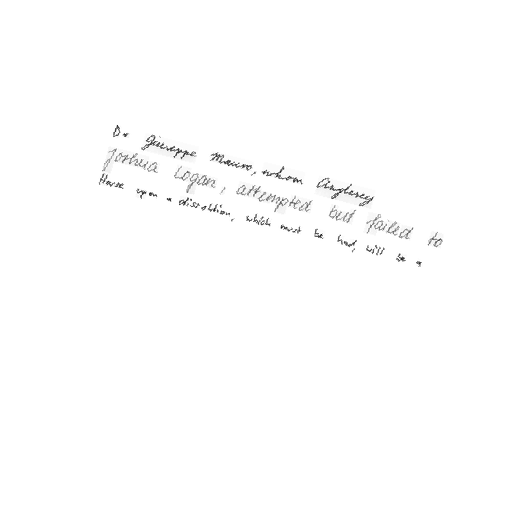 Dr Giuseppe Mauro, whom Anglesey
Joshua Logan, attempted but failed to
House upon a dissolution, which must be had, will be a